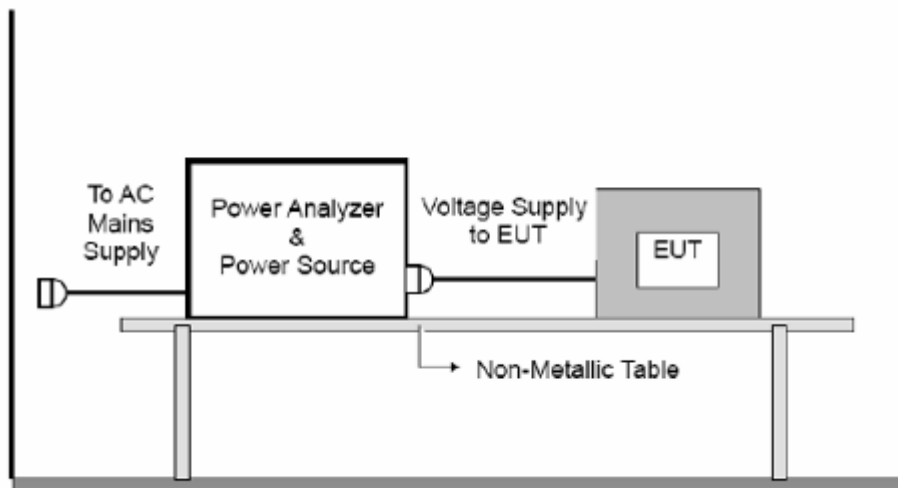 To AC
Mains
Supply
Power Analyzer
&
Power Source
Voltage Supply
to EUT
EUT
Non-Metallic Table